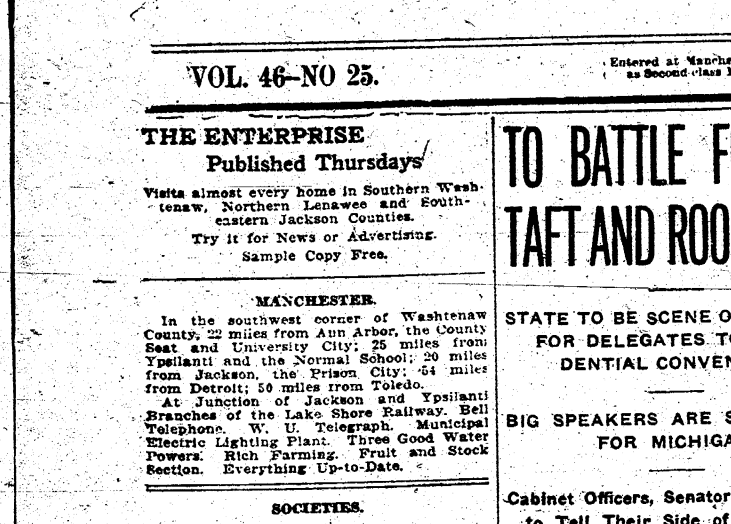 VOL. 46-NO 25.
Entered at Manche
as Second-class
THE ENTERPRISE
Published Thursdays
Visits almost every home in Southern Wash-
tenaw, Northern Lenawee and South-
eastern Jackson Counties.
Try it for News or Advertising.
Sample Copy Free.
MANCHESTER.
In the southwest corner of Washtenaw
County, 22 miles from Ann Arbor, the County
Seat and University City; 25 miles from
Ypsilanti and the Normal School; 20 miles
from Jackson, the Prison City; 54 miles
from Detroit; 50 miles from Toledo.
At Junction of Jackson and Ypsilanti
Branches of the Lake Shore Railway. Bell
Telephone. W. U. Telegraph. Municipal
Electric Lighting Plant. Three Good Water
Powers. Rich Farming. Fruit and Stock
Section. Everything Up-to-Date.
SOCIETIES.
TO BATTLE F
TAFT AND ROO
STATE TO BE SCENE O
FOR DELEGATES T
DENTIAL CONVEN
BIG SPEAKERS ARE S
FOR MICHIGA
Cabinet Officers, Senator
to Tell Their Side of